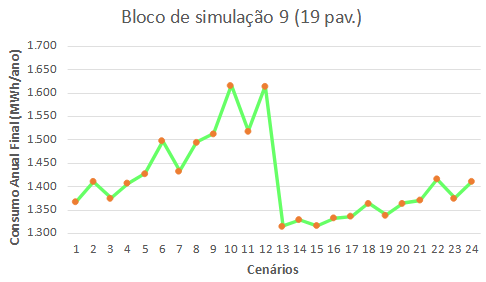 Bloco de simulação 9 (19 pav.)
Consumo Anual Final(MWh/ano)
1.700
1.650
1.600
1.550
1.500
1.450
1.400
1.350
1.300
1 2 3 4 5 6 7 8 9 10 11 12 13 14 15 16 17 18 19 20 21 22 23 24
Cenários